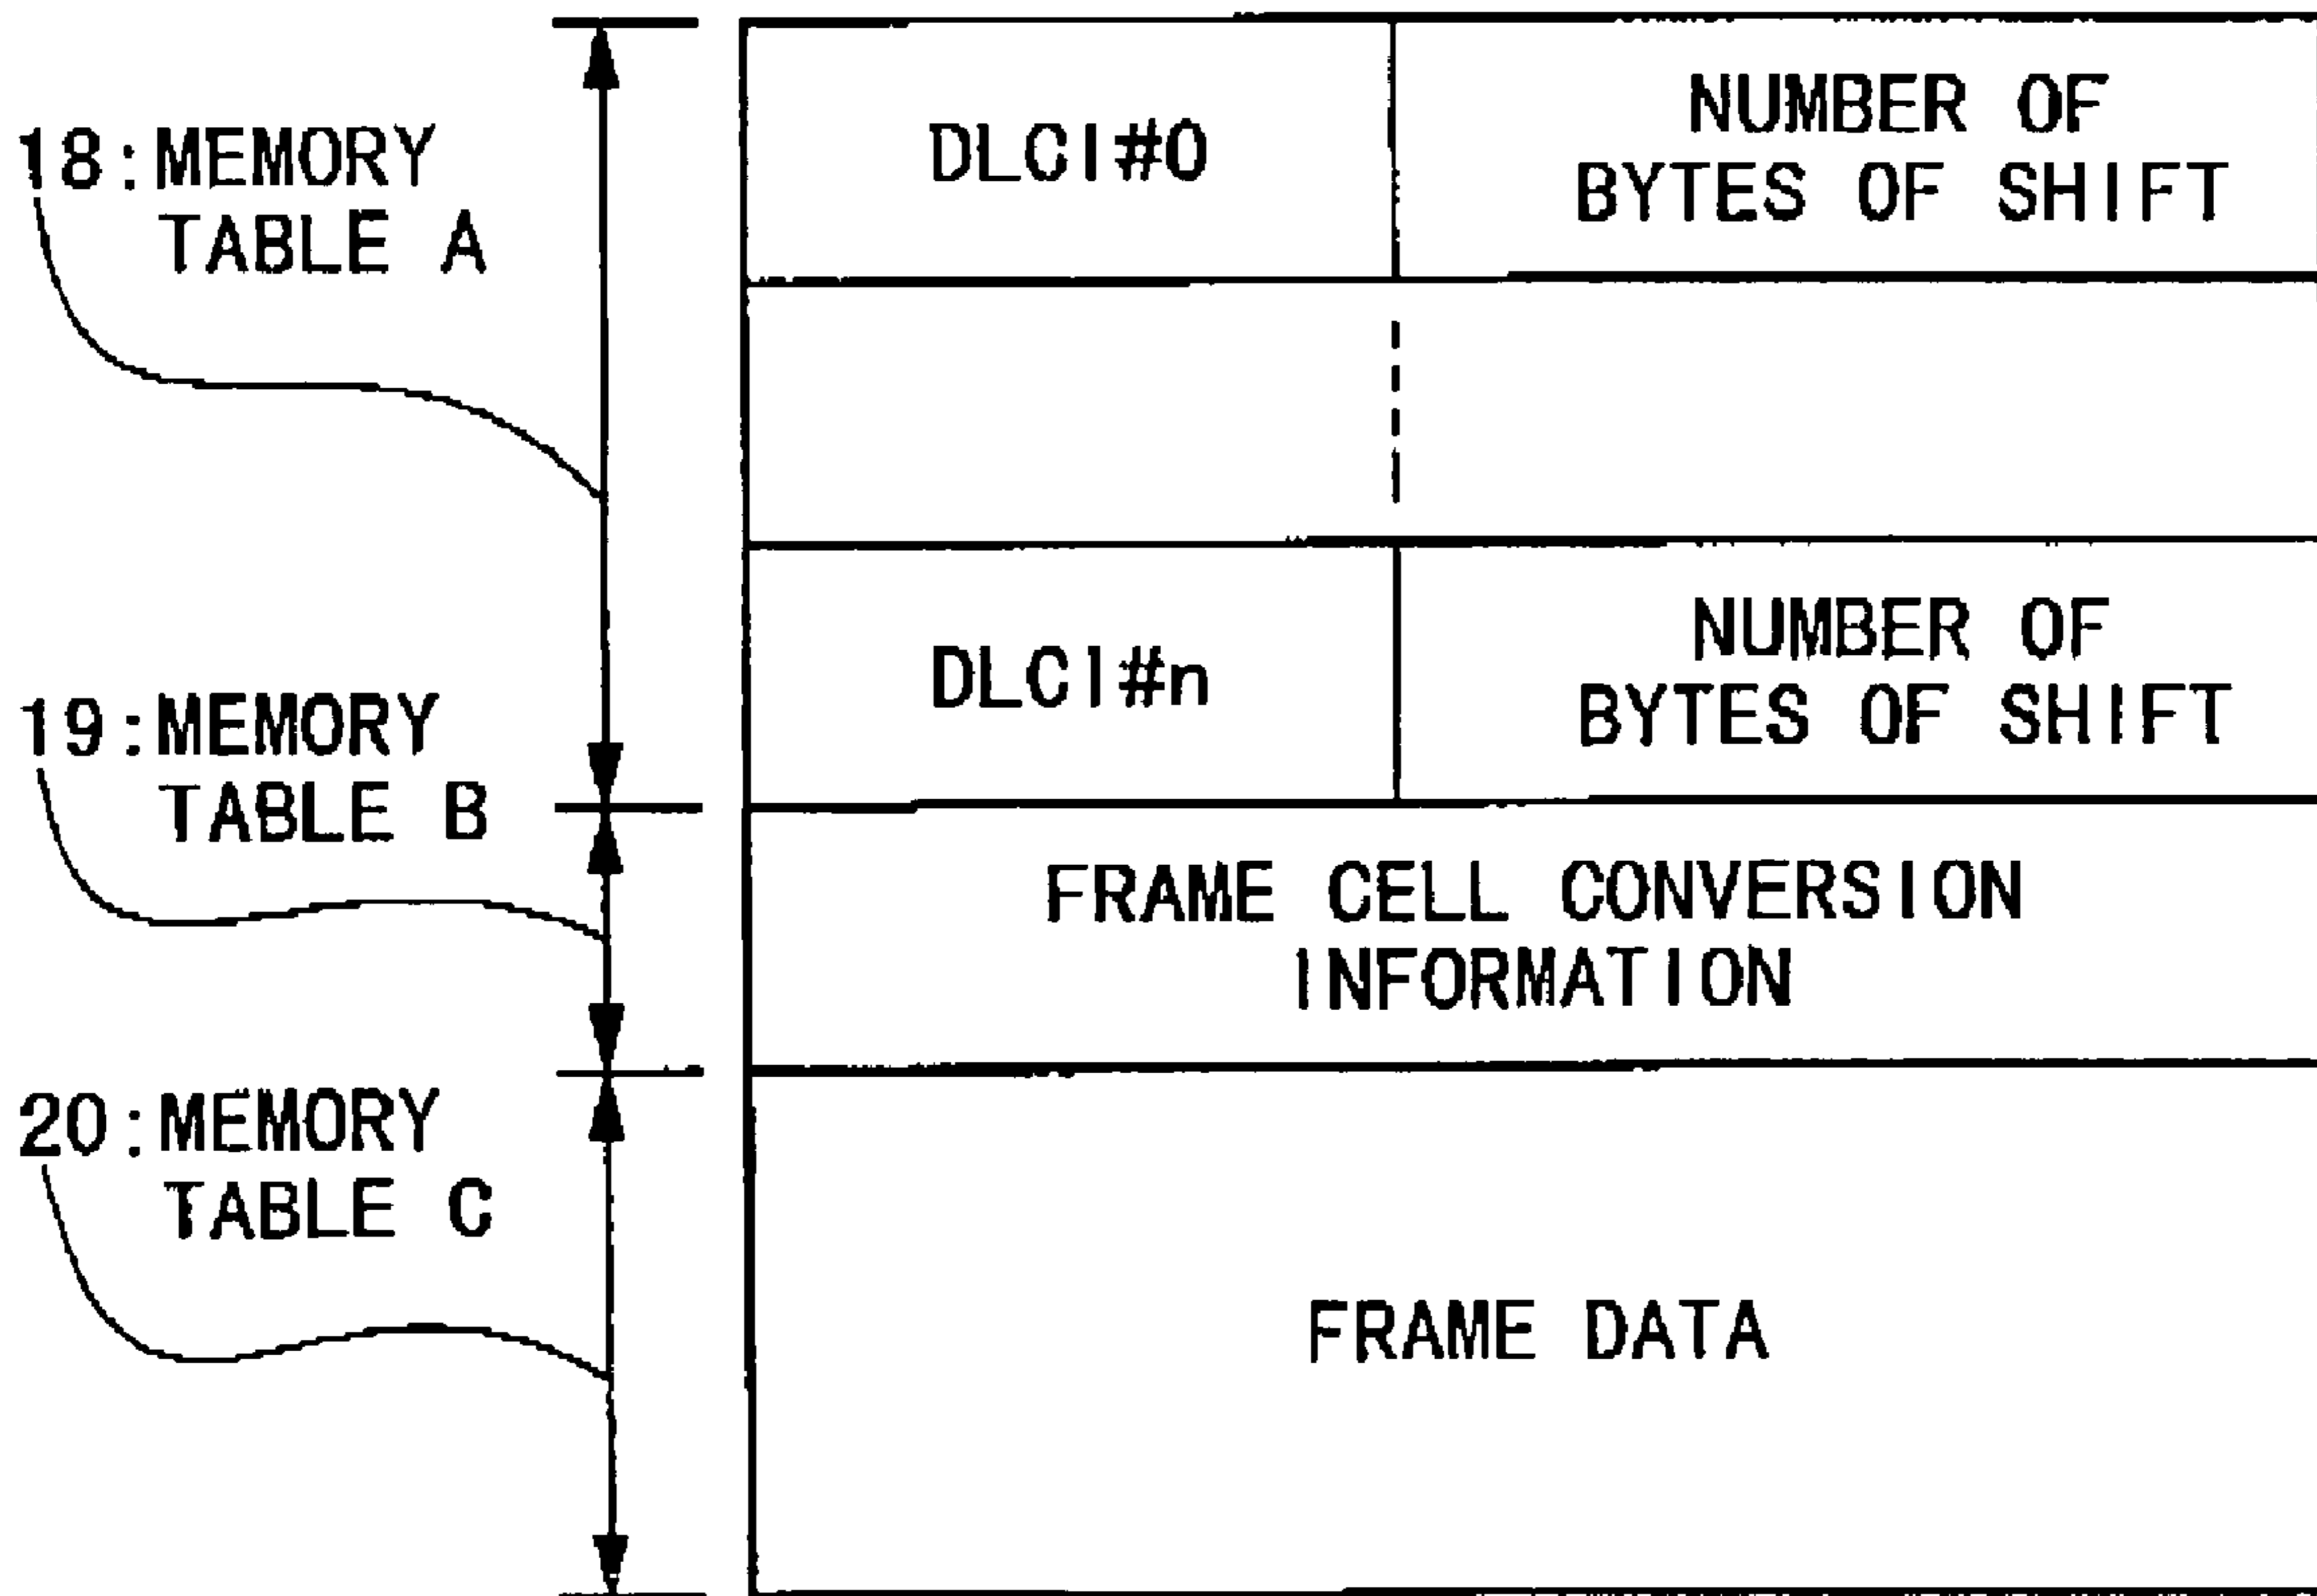 18:MEMORY
TABLE A
DLCI#0
NUMBER OF
BYTES OF SHIFT
19:MEMORY
TABLE B
DLCI#n
NUMBER OF
BYTES OF SHIFT
FRAME CELL CONVERSION
INFORMATION
20:MEMORY
TABLE C
FRAME DATA